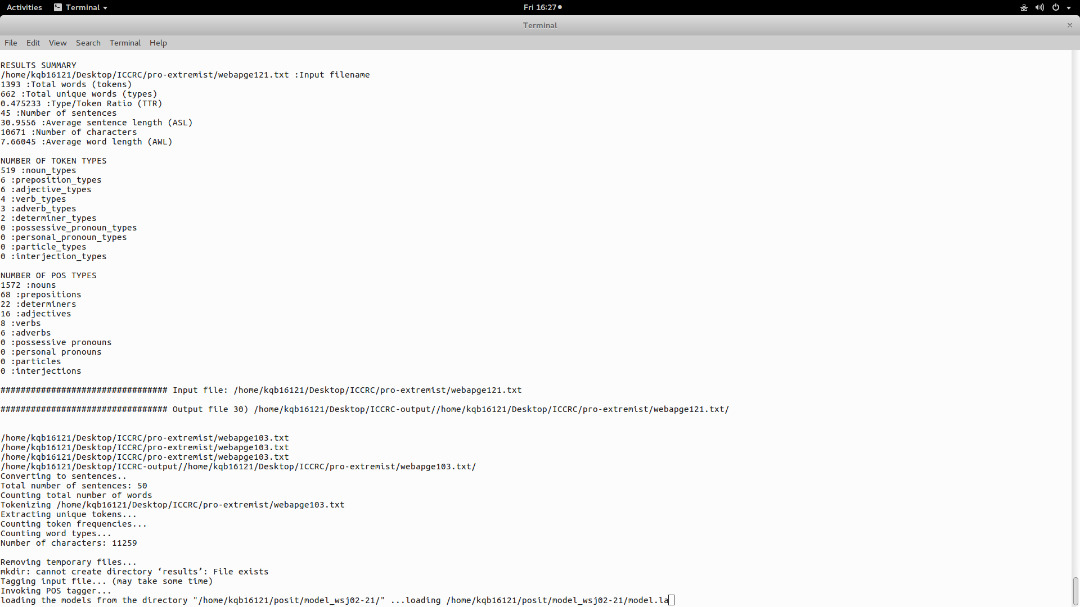 Activities Terminal Fri 16:27
Terminal
File Edit View Search Terminal Help
RESULTS SUMMARY
/home/kqb16121/Desktop/ICCRC/pro-extremist/webapge121.txt :Input filename
1393 :Total words (tokens)
662 :Total unique words (types)
0.475233 :Type/Token Ratio (TTR)
45 :Number of sentences
30.9556 :Average sentence length (ASL)
10671 :Number of characters
7.66045 :Average word length (AWL)
NUMBER OF TOKEN TYPES
519 :noun_types
6 :preposition_types
6 :adjective_types
4 :verb_types
3 :adverb_types
2 :determiner_types
0 :possessive_pronoun_types
0 :personal_pronoun_types
0 :particle_types
0 :interjection_types
NUMBER OF POS TYPES
1572 :nouns
68 :prepositions
22 :determiners
16 :adjectives
8 :verbs
6 :adverbs
0 :possessive pronouns
0 :personal pronouns
0 :particles
0 :interjections
################################# Input file: /home/kqb16121/Desktop/ICCRC/pro-extremist/webapge121.txt
################################# Output file 30) /home/kqb16121/Desktop/ICCRC-output//home/kqb16121/Desktop/ICCRC/pro-extremist/webapge121.txt/
/home/kqb16121/Desktop/ICCRC/pro-extremist/webapge103.txt
/home/kqb16121/Desktop/ICCRC/pro-extremist/webapge103.txt
/home/kqb16121/Desktop/ICCRC/pro-extremist/webapge103.txt
/home/kqb16121/Desktop/ICCRC-output//home/kqb16121/Desktop/ICCRC/pro-extremist/webapge103.txt/
Converting to sentences..
Total number of sentences: 50
Counting total number of words
Tokenizing /home/kqb16121/Desktop/ICCRC/pro-extremist/webapge103.txt
Extracting unique tokens...
Counting token frequencies...
Counting word types...
Number of characters: 11259
Removing temporary files...
mkdir: cannot create directory ‘results’: File exists
Tagging input file... (may take some time)
Invoking POS tagger...
loading the models from the directory "/home/kqb16121/posit/model_wsj02-21/" ...loading /home/kqb16121/posit/model_wsj02-21/model.la